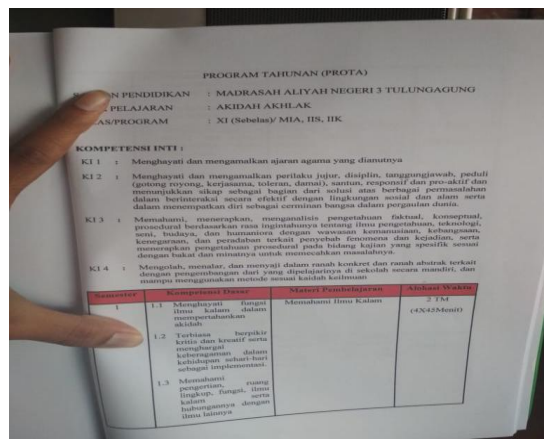 PROGRAM TAHUNAN (PROTA)
PENDIDIKAN : MADRASAH ALIYAH NEGERI 3 TULUNGAGUNG
PELAJARAN : AKIDAH AKHLAK
AS/PROGRAM : XI (Sebelas)/ MIA, IIS, IIK
KOMPETENSI INTI :
KI 1 : Menghayati dan mengamalkan ajaran agama yang dianutnya
KI 2 : Menghayati dan mengamalkan perilaku jujur, disiplin, tanggungjawab, peduli
(gotong royong, kerjasama, toleran, damai), santun, responsif dan pro-aktif dan
menunjukkan sikap sebagai bagian dari solusi atas berbagai permasalahan
dalam berinteraksi secara efektif dengan lingkungan sosial dan alam serta
dalam menempatkan diri sebagai cerminan bangsa dalam pergaulan dunia.
KI 3 : Memahami, menerapkan, menganalisis pengetahuan faktual, konseptual,
prosedural berdasarkan rasa ingintahunya tentang ilmu pengetahuan, teknologi,
seni, budaya, dan humaniora dengan wawasan kemanusiaan, kebangsaan,
kenegaraan, dan peradaban terkait penyebab fenomena dan kejadian, serta
menerapkan pengetahuan prosedural pada bidang kajian yang spesifik sesuai
dengan bakat dan minatnya untuk memecahkan masalahnya.
KI 4 : Mengolah, menalar, dan menyaji dalam ranah konkret dan ranah abstrak terkait
dengan pengembangan dari yang dipelajarinya di sekolah secara mandiri, dan
mampu menggunakan metode sesuai kaidah keilmuan
Semester Kompetensi Dasar Materi Pembelajaran Alokasi Waktu
1 1.1 Menghayati fungsi Memahami Ilmu Kalam 2 TM
ilmu kalam dalam (4X45Menit)
mempertahankan
akidah
1.2 Terbiasa berpikir
kritis dan kreatif serta
menghargai
keberagaman dalam
kehidupan sehari-hari
sebagai implementasi.
1.3 Memahami
pengertian, ruang
lingkup, fungsi, ilmu
kalam serta
hubungannya dengan
ilmu lainnya